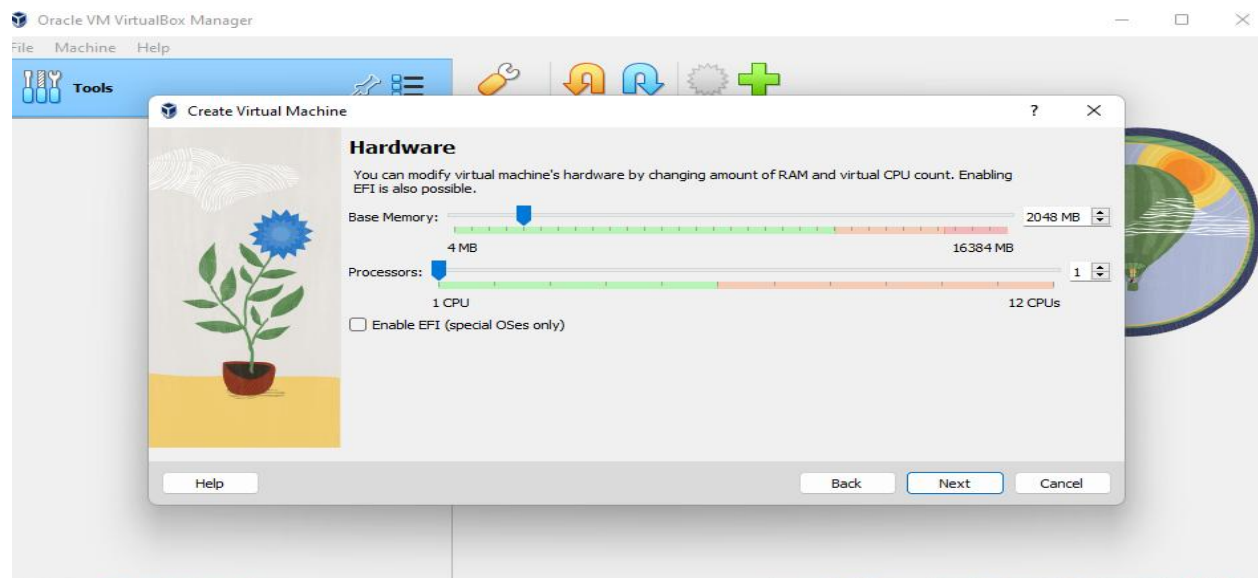 Oracle VM VirtualBox Manager
File Machine Help
Tools
Create Virtual Machine ?
Hardware
You can modify virtual machine's hardware by changing amount of RAM and virtual CPU count. Enabling
EFI is also possible.
Base Memory: 2048 MB
4 MB 16384 MB
Processors: 1
1 CPU 12 CPUs
Enable EFI (special OSes only)
Help Back Next Cancel